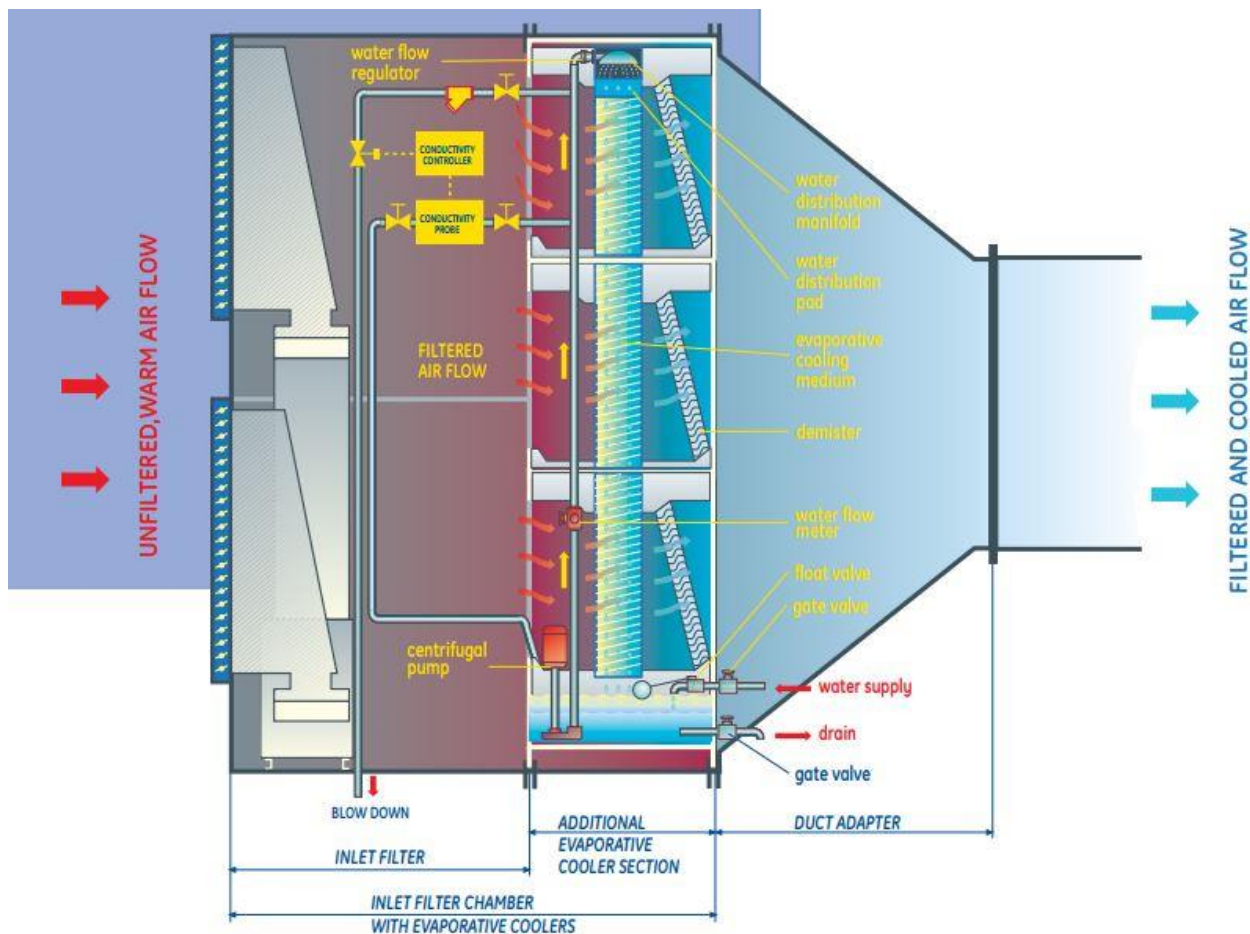 water flow
regulator
CONDUCTIVITY
CONTROLLER
CONDUCTIVITY
PROBE
UNFILTERED,WARM AIR FLOW
FILTERED
AIR FLOW
water
distribution
manifold
water
distribution
pad
evaporative
cooling
medium
demister
water flow
meter
float valve
gate valve
centrifugal
pump
water supply
drain
gate valve
FILTERED AND COOLED AIR FLOW
BLOW DOWN
INLET FILTER
ADDITIONAL
EVAPORATIVE
COOLER SECTION
DUCT ADAPTER
INLET FILTER CHAMBER
WITH EVAPORATIVE COOLERS